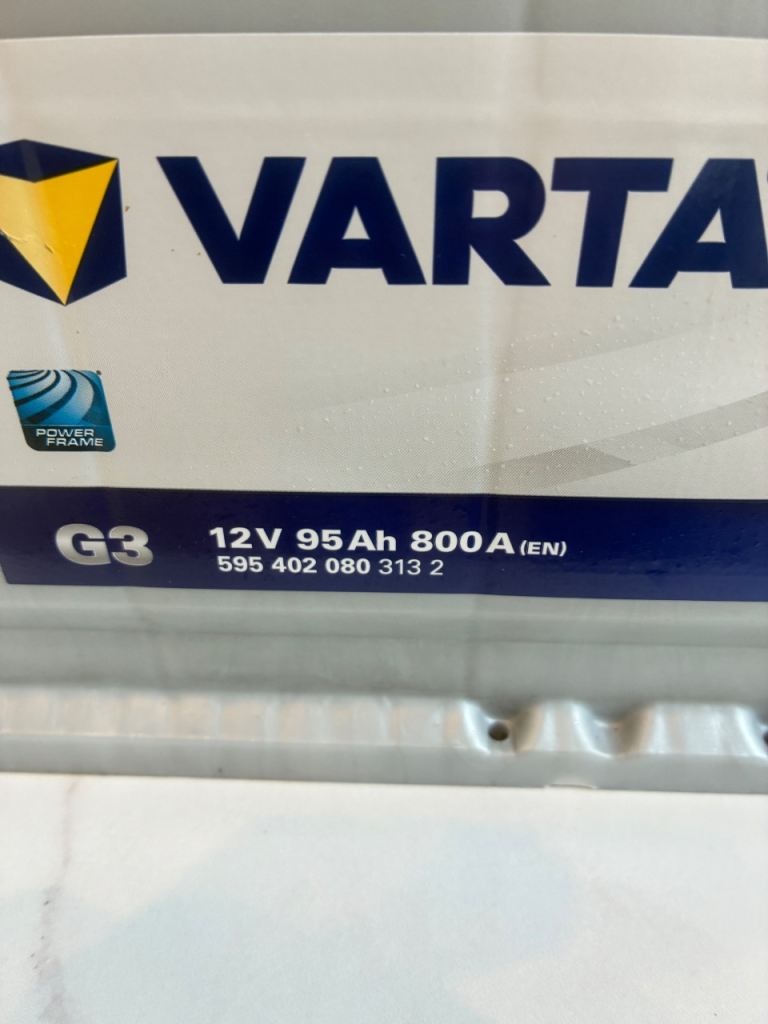 VARTA
POWER
FRAME
G3
12V 95Ah 800A (EN)
595 402 080 313 2